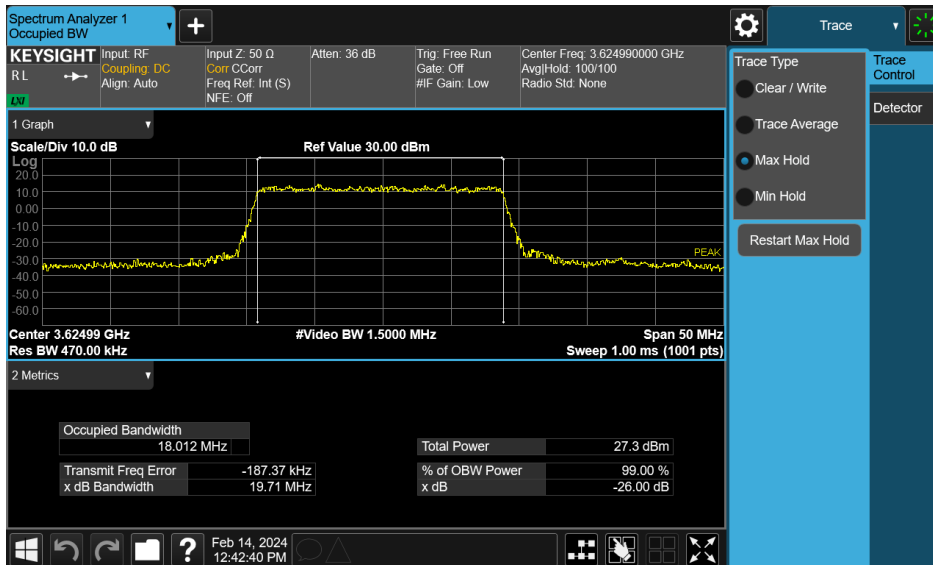 Spectrum Analyzer 1
Occupied BW
Trace
KEYSIGHT
Input: RF
Input Z: 50 Ω
Atten: 36 dB
Trig: Free Run
Center Freq: 3.624990000 GHz
R L
Coupling: DC
Corr CCorr
Gate: Off
Avg|Hold: 100/100
Align: Auto
Freq Ref: Int (S)
#IF Gain: Low
Radio Std: None
LXI
NFE: Off
Trace Type
Clear / Write
Trace Average
Max Hold
Min Hold
Restart Max Hold
Trace
Control
Detector
1 Graph
Scale/Div 10.0 dB
Ref Value 30.00 dBm
Log
20.0
10.0
0.00
-10.0
-20.0
-30.0
-40.0
-50.0
-60.0
PEAK
Center 3.62499 GHz
#Video BW 1.5000 MHz
Span 50 MHz
Res BW 470.00 kHz
Sweep 1.00 ms (1001 pts)
2 Metrics
Occupied Bandwidth
18.012 MHz
Total Power 27.3 dBm
Transmit Freq Error -187.37 kHz
% of OBW Power 99.00 %
x dB Bandwidth 19.71 MHz
x dB -26.00 dB
?
Feb 14, 2024
12:42:40 PM